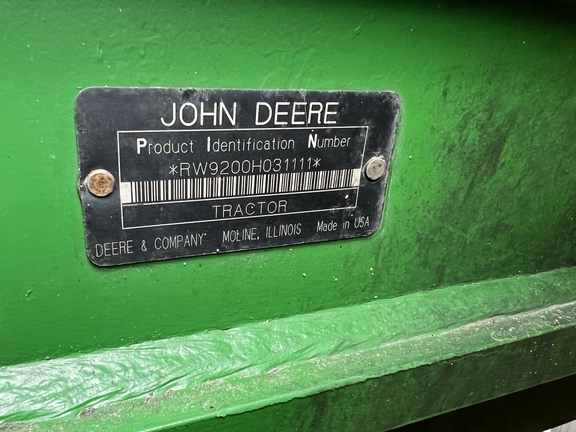 JOHN DEERE
Product Identification Number
*RW9200H031111*
TRACTOR
DEERE & COMPANY MOLINE, ILLINOIS Made in USA